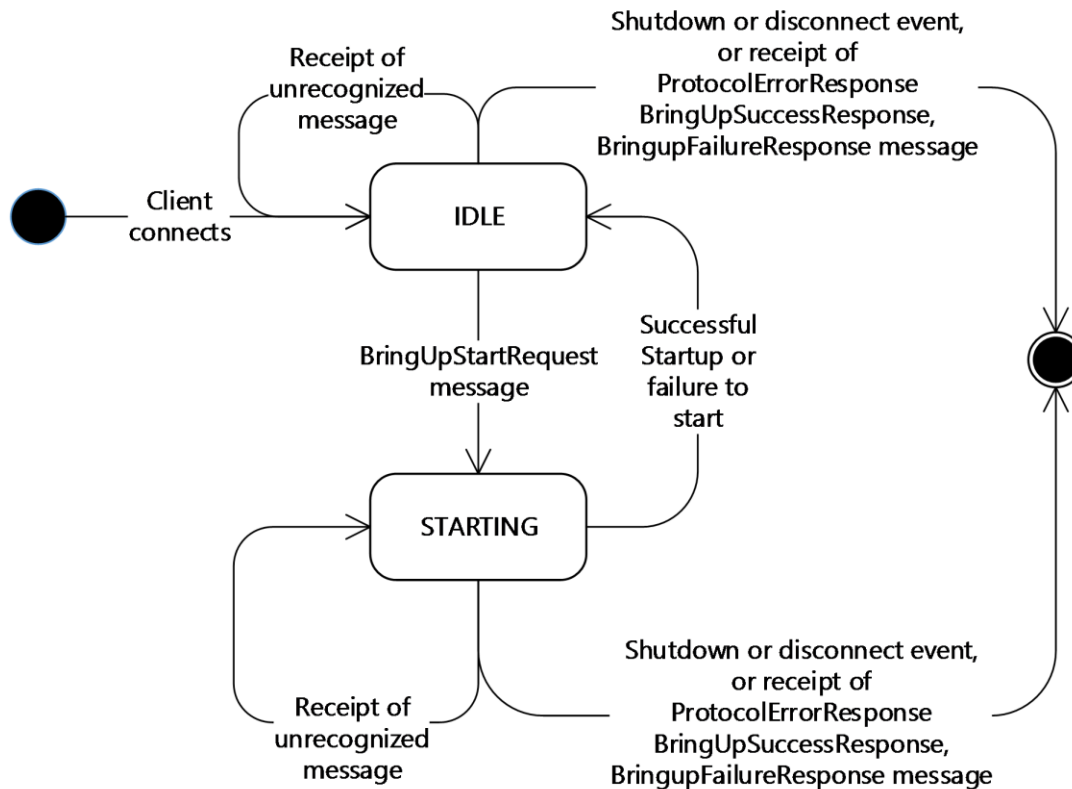 Receipt of
unrecognized
message
Shutdown or disconnect event,
or receipt of
ProtocolErrorResponse
BringUpSuccessResponse,
BringupFailureResponse message
Client
connects
IDLE
BringUpStartRequest
message
Successful
Startup or
failure to
start
STARTING
Receipt of
unrecognized
message
Shutdown or disconnect event,
or receipt of
ProtocolErrorResponse
BringUpSuccessResponse,
BringupFailureResponse message